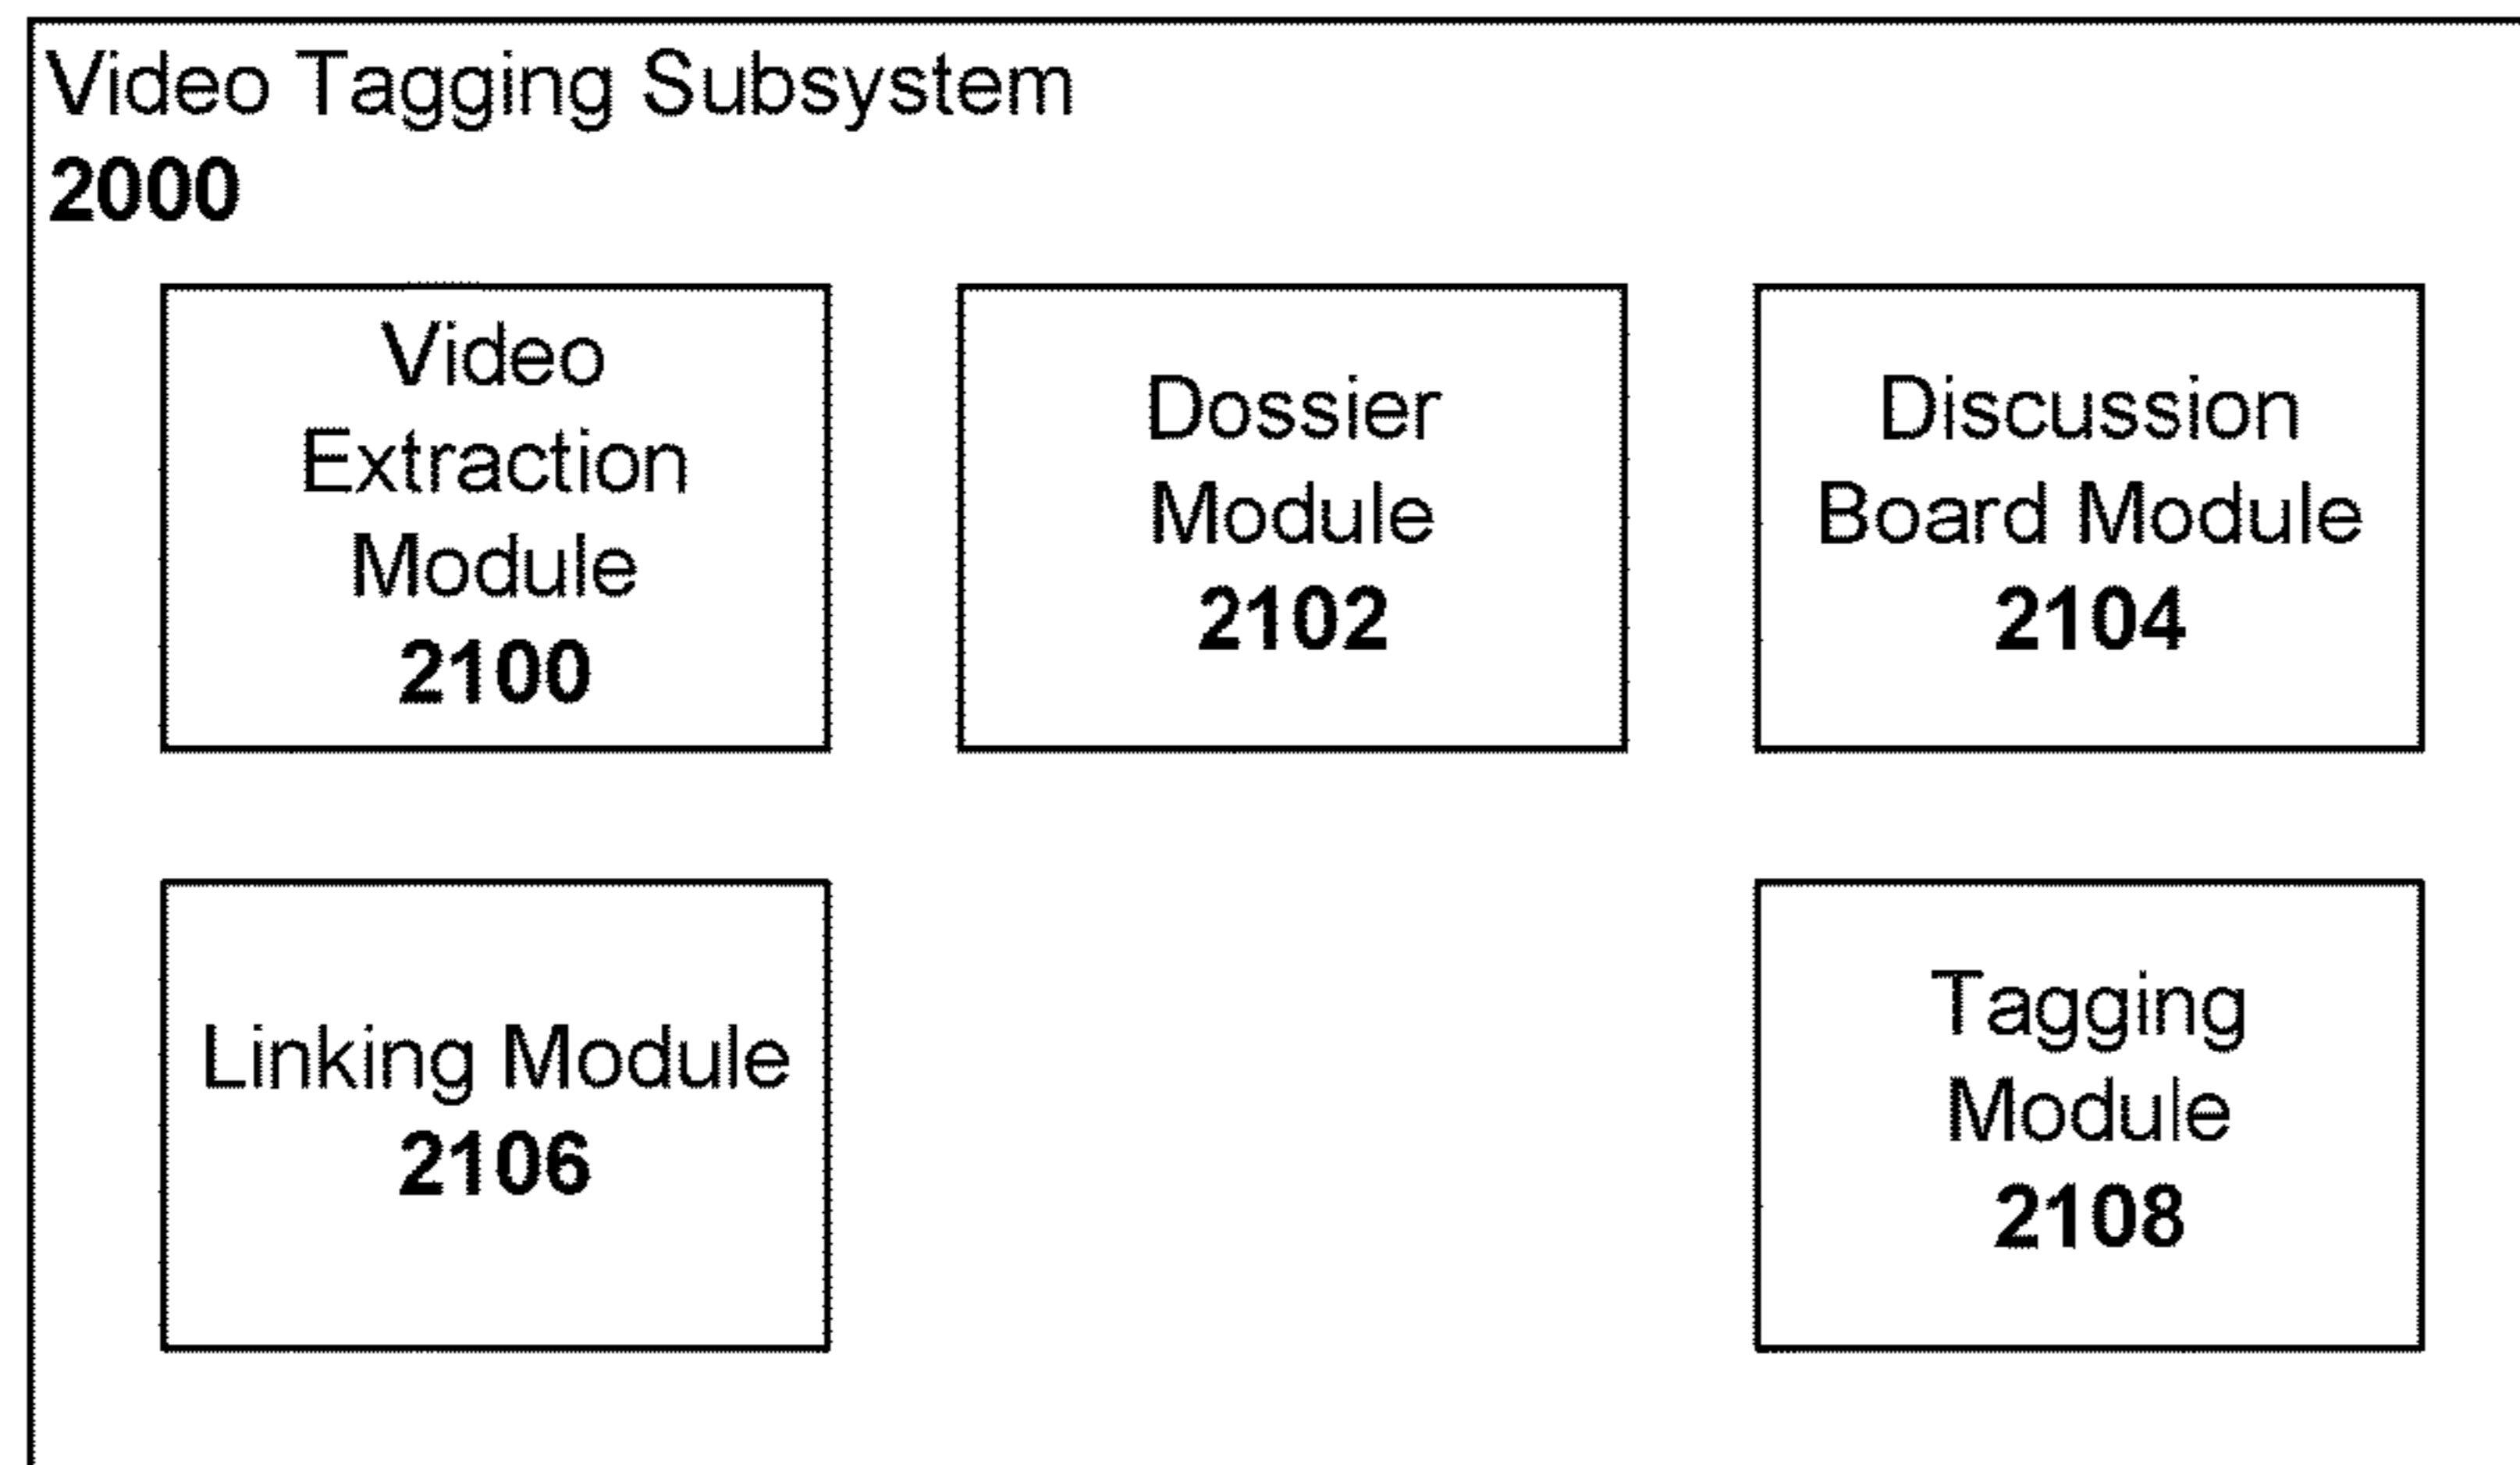 Video Tagging Subsystem
2000
Video
Extraction
Module
2100
Dossier
Module
2102
Discussion
Board Module
2104
Linking Module
2106
Tagging
Module
2108